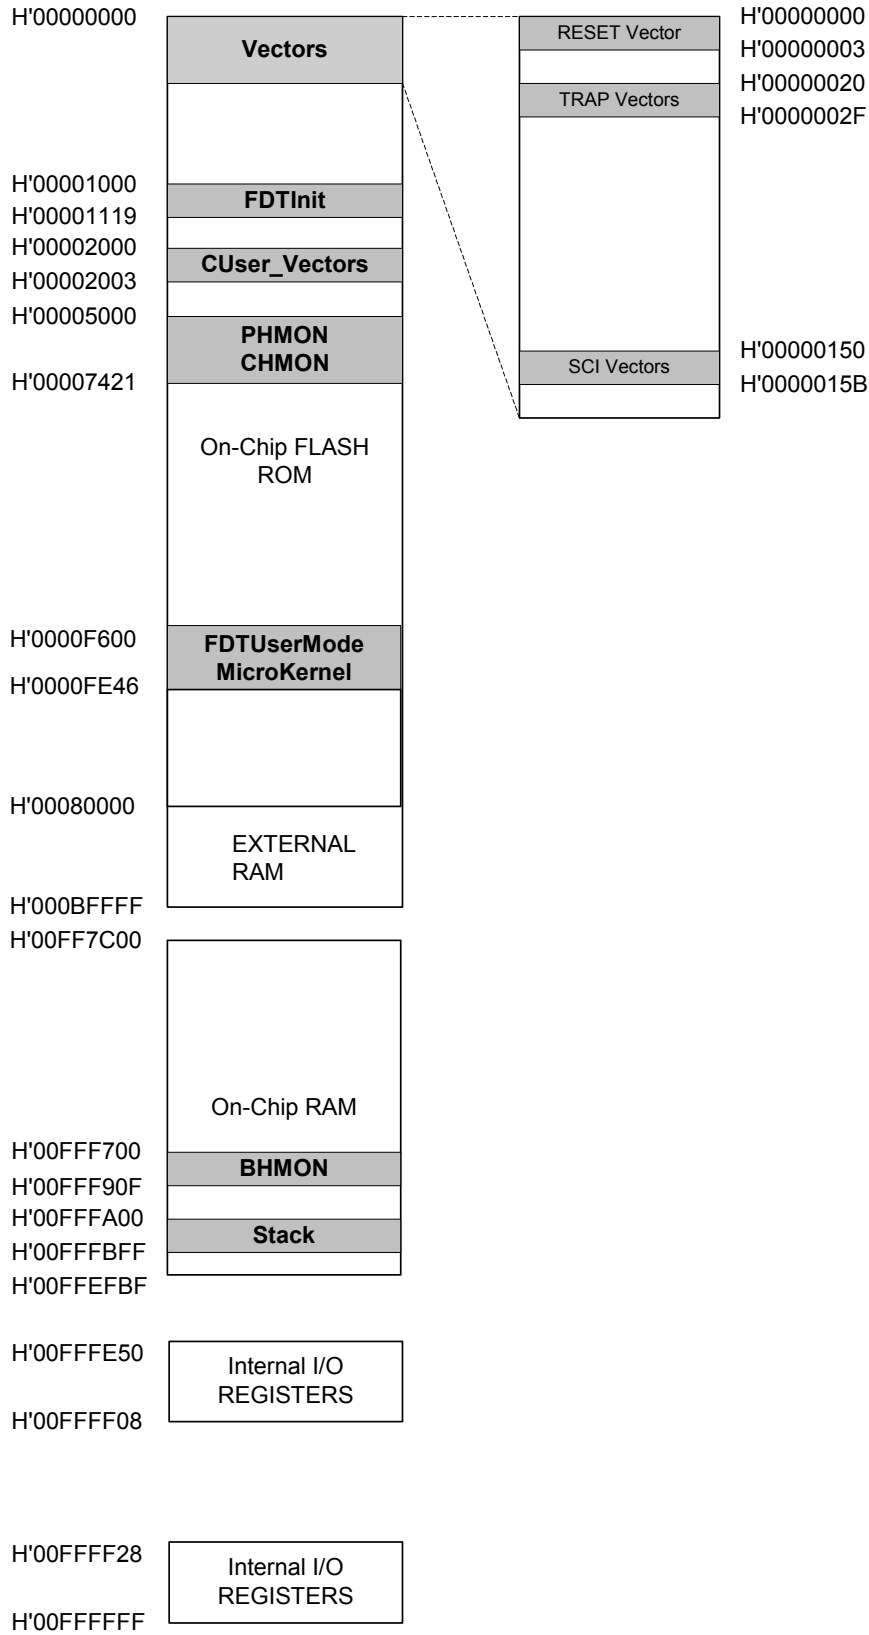 H'00000000
Vectors
H'00001000
FDTInit
H'00001119
H'00002000
CUser_Vectors
H'00002003
H'00005000
PHMON
CHMON
H'00007421
On-Chip FLASH
ROM
H'0000F600
FDTUserMode
MicroKernel
H'0000FE46
H'00080000
EXTERNAL
RAM
H'000BFFFF
H'00FF7C00
On-Chip RAM
H'00FFF700
BHMON
H'00FFF90F
H'00FFFA00
Stack
H'00FFFBFF
H'00FFEFBF
H'00FFFE50
Internal I/O
REGISTERS
H'00FFFF08
H'00FFFF28
Internal I/O
REGISTERS
H'00FFFFFF
H'00000000
RESET Vector
H'00000003
H'00000020
TRAP Vectors
H'0000002F
H'00000150
SCI Vectors
H'0000015B